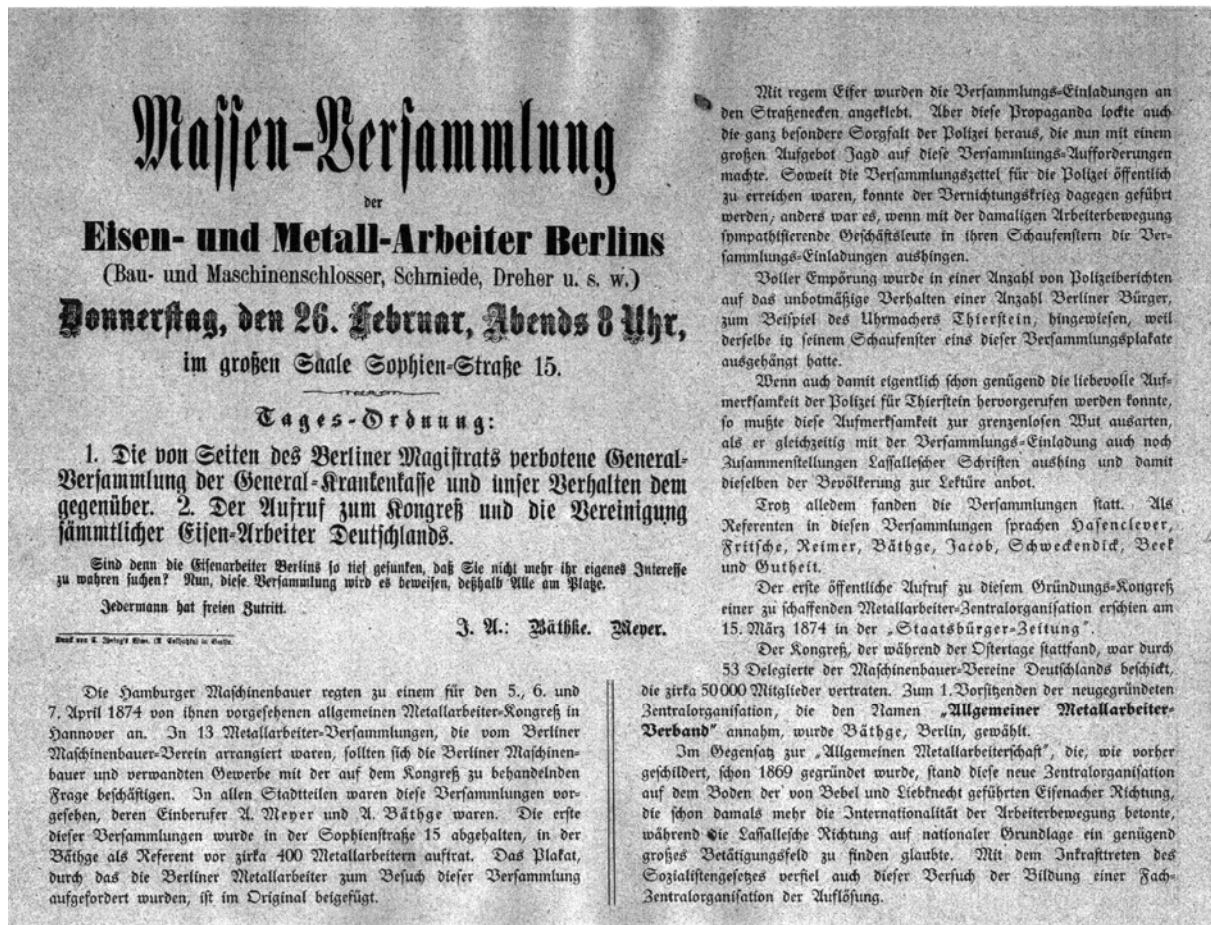 Massen-Versammlung
der
Eisen- und Metall-Arbeiter Berlins
(Bau- und Maschinenschlosser, Schmiede, Dreher u. s. w.)
Donnerstag, den 26. Februar, Abends 8 Uhr,
im großen Saale Sophien-Straße 15.
Tages-Ordnung:
1. Die von Seiten des Berliner Magistrats verbotene General-
Versammlung der General-Krankenkasse und unser Verhalten dem
gegenüber. 2. Der Aufruf zum Kongreß und die Vereinigung
sämmtlicher Eisen-Arbeiter Deutschlands.
Sind denn die Eisenarbeiter Berlins so tief gesunken, daß Sie nicht mehr ihr eigenes Interesse
zu wahren suchen? Nun, diese Versammlung wird es beweisen, deßhalb Alle am Platze.
Jedermann hat freien Zutritt.
J. A.: Bäthke. Meyer.
Druck von in Berlin.
Die Hamburger Maschinenbauer regten zu einem für den 5., 6. und
7. April 1874 von ihnen vorgesehenen allgemeinen Metallarbeiter-Kongreß in
Hannover an. In 13 Metallarbeiter-Versammlungen, die vom Berliner
Maschinenbauer-Verein arrangiert waren, sollten sich die Berliner Maschinen-
bauer und verwandten Gewerbe mit der auf dem Kongreß zu behandelnden
Frage beschäftigen. In allen Stadtteilen waren diese Versammlungen vor-
gesehen, deren Einberufer A. Meyer und A. Bäthge waren. Die erste
dieser Versammlungen wurde in der Sophienstraße 15 abgehalten, in der
Bäthge als Referent vor zirka 400 Metallarbeitern auftrat. Das Plakat,
durch das die Berliner Metallarbeiter zum Besuch dieser Versammlung
aufgefordert wurden, ist im Original beigefügt.
Mit regem Eifer wurden die Versammlungs-Einladungen an
den Straßenecken angeklebt. Aber diese Propaganda lockte auch
die ganz besondere Sorgfalt der Polizei heraus, die nun mit einem
großen Aufgebot Jagd auf diese Versammlungs-Aufforderungen
machte. Soweit die Versammlungszettel für die Polizei öffentlich
zu erreichen waren, konnte der Vernichtungskrieg dagegen geführt
werden; anders war es, wenn mit der damaligen Arbeiterbewegung
sympathisierende Geschäftsleute in ihren Schaufenstern die Ver-
sammlungs-Einladungen aushingen.
Voller Empörung wurde in einer Anzahl von Polizeiberichten
auf das unbotmäßige Verhalten einer Anzahl Berliner Bürger,
zum Beispiel des Uhrmachers Thierstein, hingewiesen, weil
derselbe in seinem Schaufenster eins dieser Versammlungsplakate
ausgehängt hatte.
Wenn auch damit eigentlich schon genügend die liebevolle Auf-
merksamkeit der Polizei für Thierstein hervorgerufen werden konnte,
so mußte diese Aufmerksamkeit zur grenzenlosen Wut ausarten,
als er gleichzeitig mit der Versammlungs-Einladung auch noch
Zusammenstellungen Lassallescher Schriften aushing und damit
dieselben der Bevölkerung zur Lektüre anbot.
Trotz alledem fanden die Versammlungen statt. Als
Referenten in diesen Versammlungen sprachen Hasenclever,
Fritsche, Reimer, Bäthge, Jacob, Schweckendick, Beek
und Gutheit.
Der erste öffentliche Aufruf zu diesem Gründungs-Kongreß
einer zu schaffenden Metallarbeiter-Zentralorganisation erschien am
15. März 1874 in der „Staatsbürger-Zeitung".
Der Kongreß, der während der Ostertage stattfand, war durch
53 Delegierte der Maschinenbauer-Vereine Deutschlands beschickt,
die zirka 50000 Mitglieder vertraten. Zum 1. Vorsitzenden der neugegründeten
Zentralorganisation, die den Namen „Allgemeiner Metallarbeiter-
Verband" annahm, wurde Bäthge, Berlin, gewählt.
Im Gegensatz zur „Allgemeinen Metallarbeiterschaft", die, wie vorher
geschildert, schon 1869 gegründet wurde, stand diese neue Zentralorganisation
auf dem Boden der von Bebel und Liebknecht geführten Eisenacher Richtung,
die schon damals mehr die Internationalität der Arbeiterbewegung betonte,
während die Lassallesche Richtung auf nationaler Grundlage ein genügend
großes Betätigungsfeld zu finden glaubte. Mit dem Inkrafttreten des
Sozialistengesetzes verfiel auch dieser Versuch der Bildung einer Fach-
Zentralorganisation der Auflösung.